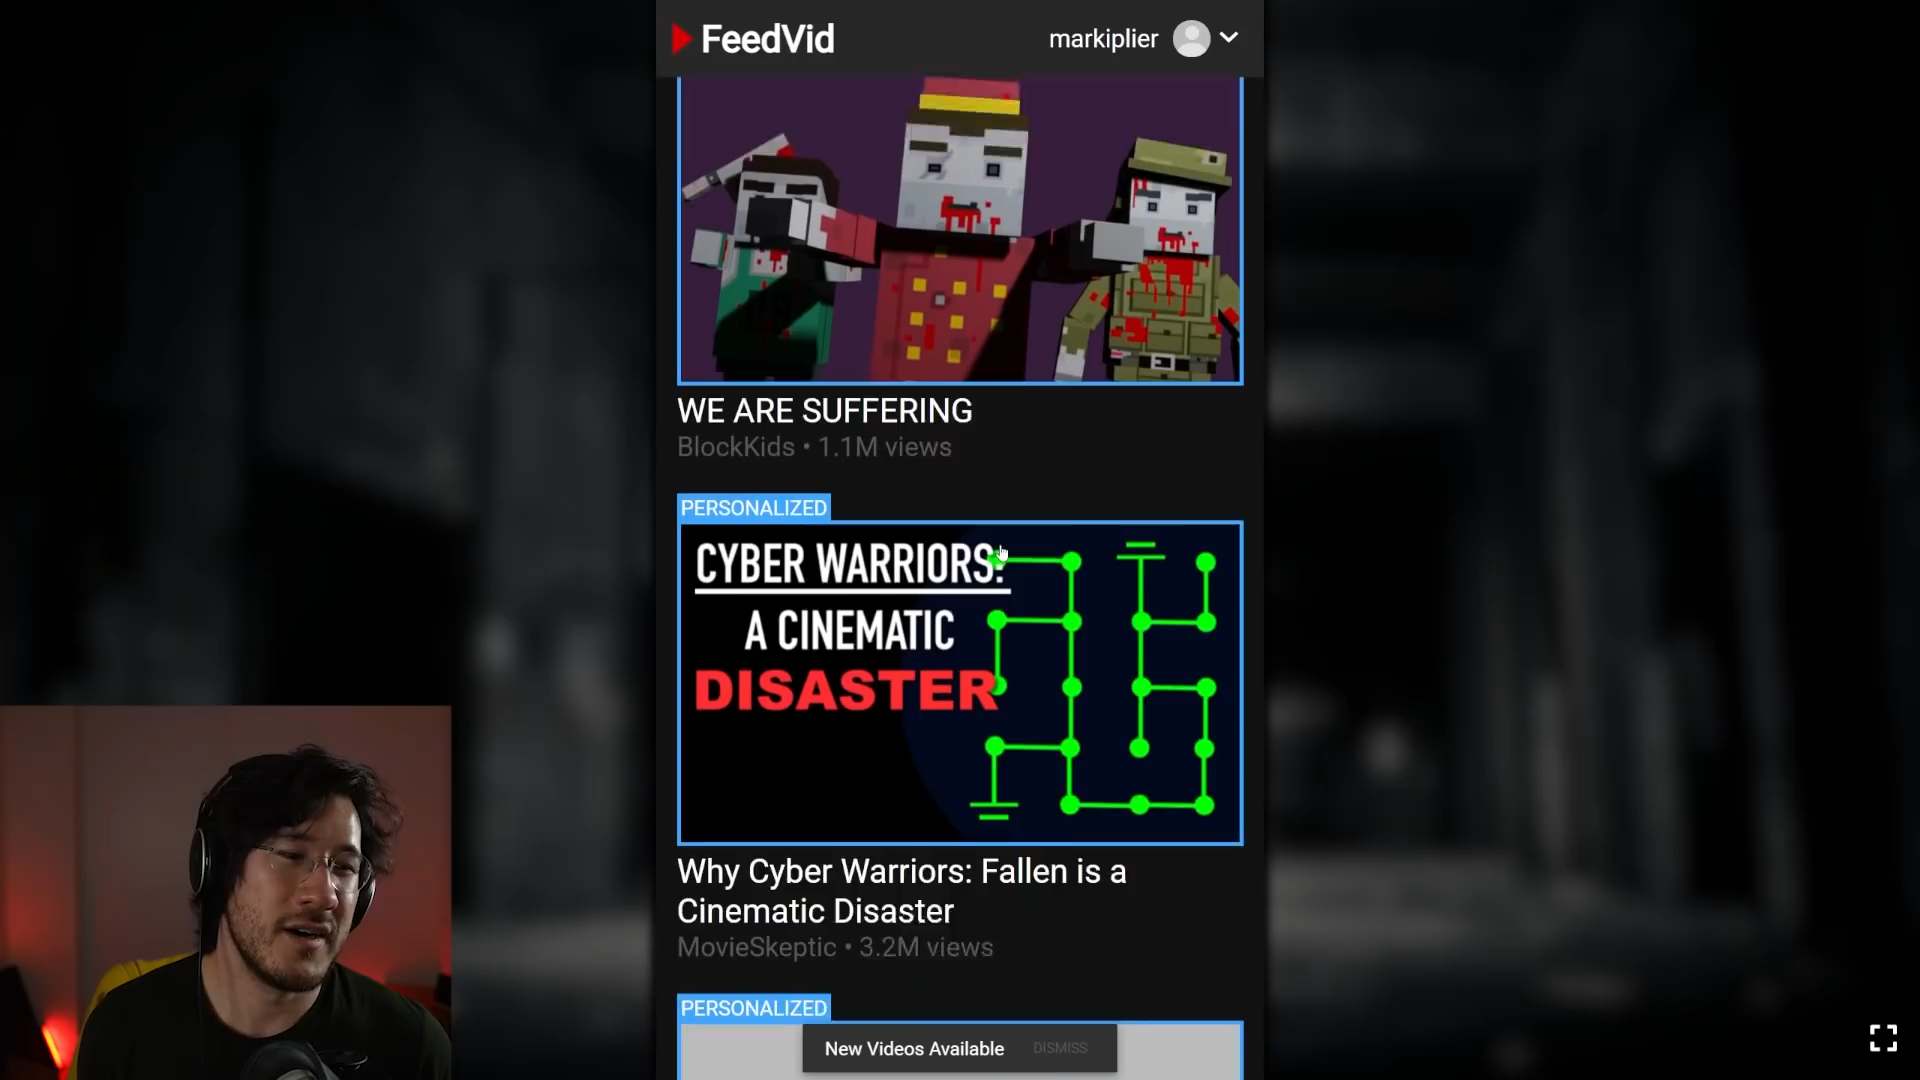 FeedVid
markiplier
WE ARE SUFFERING
BlockKids • 1.1M views
PERSONALIZED
CYBER WARRIORS:
A CINEMATIC
DISASTER
Why Cyber Warriors: Fallen is a
Cinematic Disaster
MovieSkeptic • 3.2M views
PERSONALIZED
New Videos Available
DISMISS